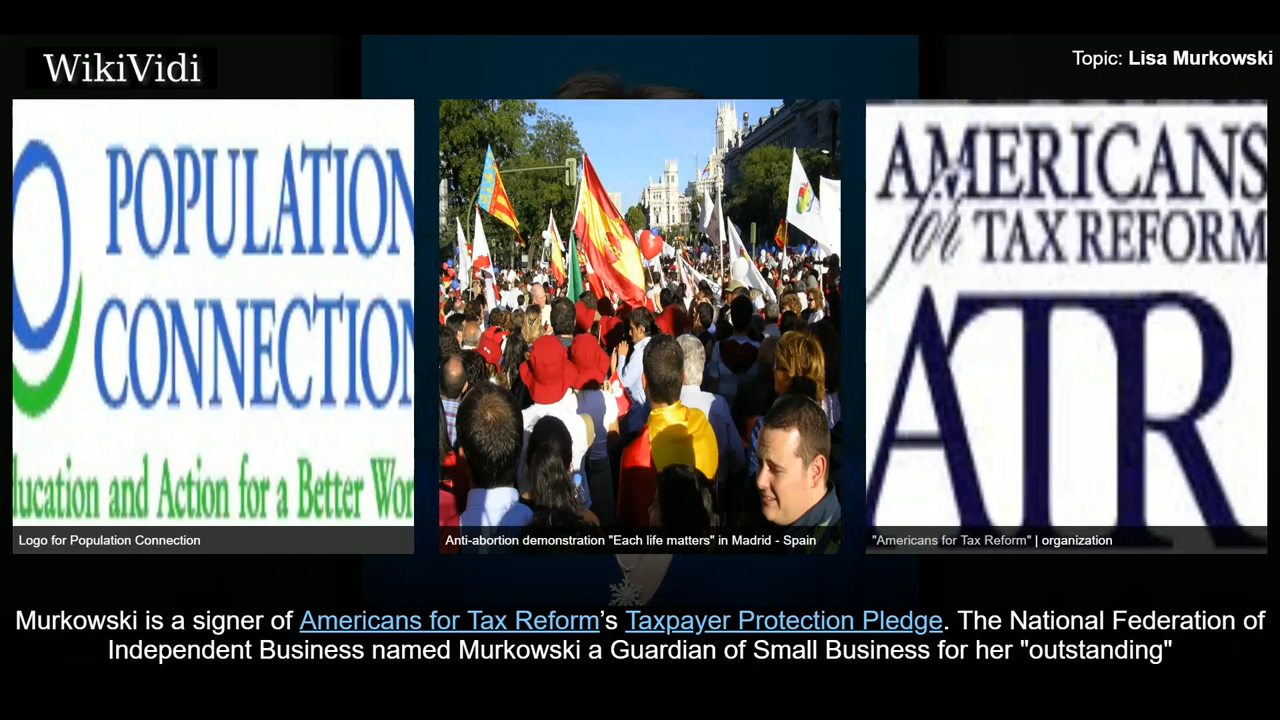 WikiVidi
Topic: Lisa Murkowski
POPULATION
CONNECTION
ducation and Action for a Better Wor
Logo for Population Connection
Anti-abortion demonstration "Each life matters" in Madrid - Spain
AMERICANS
for TAX REFORM
ATR
"Americans for Tax Reform" | organization
Murkowski is a signer of Americans for Tax Reform’s Taxpayer Protection Pledge. The National Federation of
Independent Business named Murkowski a Guardian of Small Business for her "outstanding"